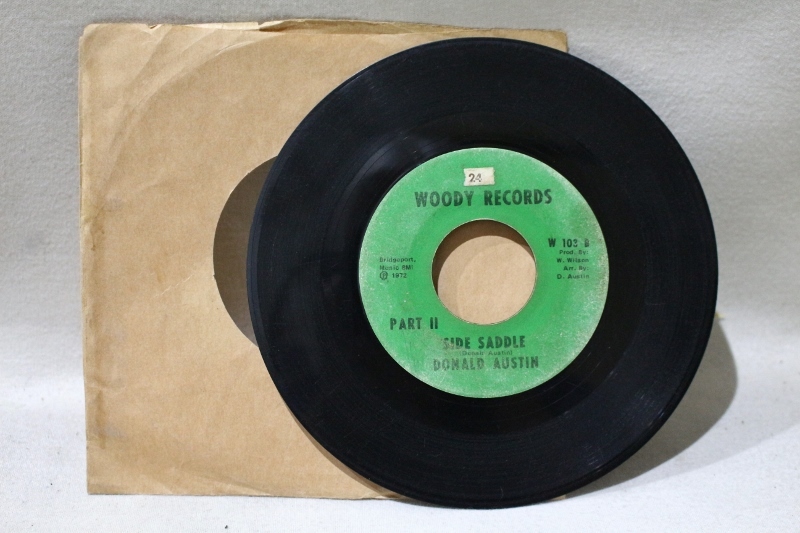 24
WOODY RECORDS
W 103 B
Prod. By:
W. Wilson
Arr. By:
D. Austin
Bridgeport,
Music BMI
℗ 1972
PART II
SIDE SADDLE
(Donald Austin)
DONALD AUSTIN